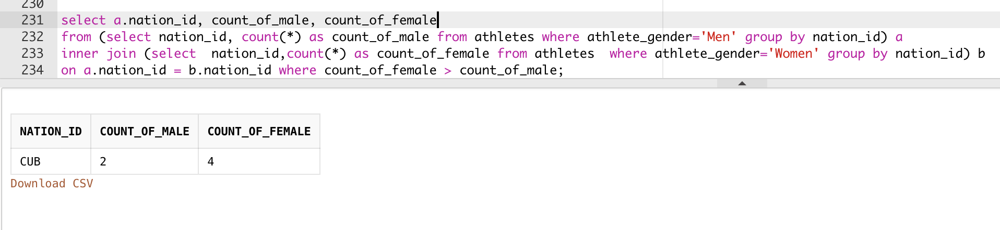 230
231 select a.nation_id, count_of_male, count_of_female
232 from (select nation_id, count(*) as count_of_male from athletes where athlete_gender='Men' group by nation_id) a
233 inner join (select  nation_id,count(*) as count_of_female from athletes  where athlete_gender='Women' group by nation_id) b
234 on a.nation_id = b.nation_id where count_of_female > count_of_male;
NATION_ID COUNT_OF_MALE COUNT_OF_FEMALE
CUB 2 4
Download CSV